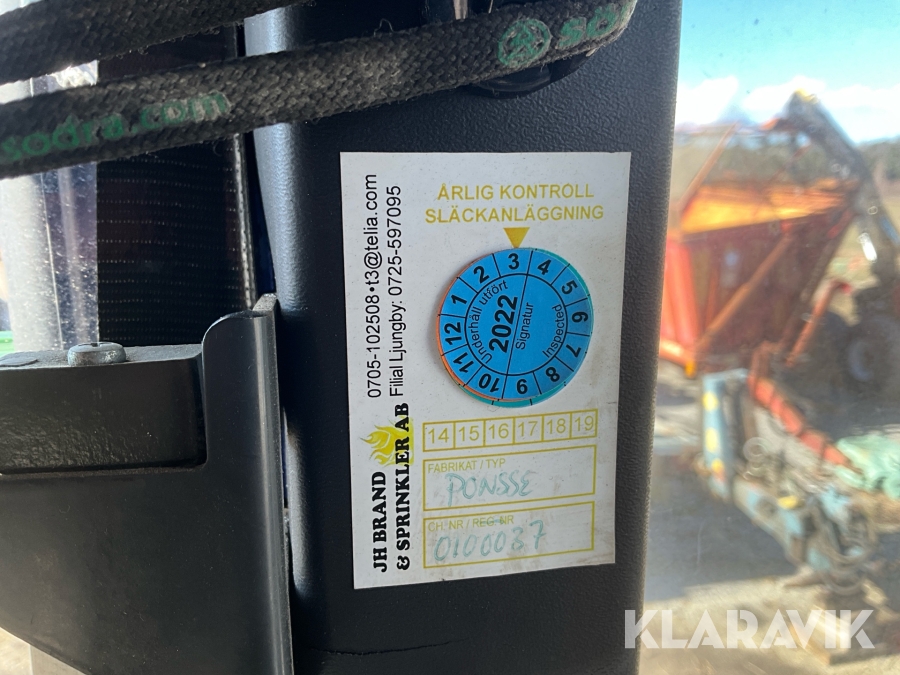 södra.com
SÖ
ÅRLIG KONTROLL
SLÄCKANLÄGGNING
1 2 3 4 5 6 7 8 9 10 11 12
Underhåll utfört
2022
Signatur
Inspected
14 15 16 17 18 19
FABRIKAT / TYP
PONSSE
CH. NR / REG. NR
0100037
JH BRAND
& SPRINKLER AB
0705-102508•t3@telia.com
Filial Ljungby: 0725-597095
KLARAVIK